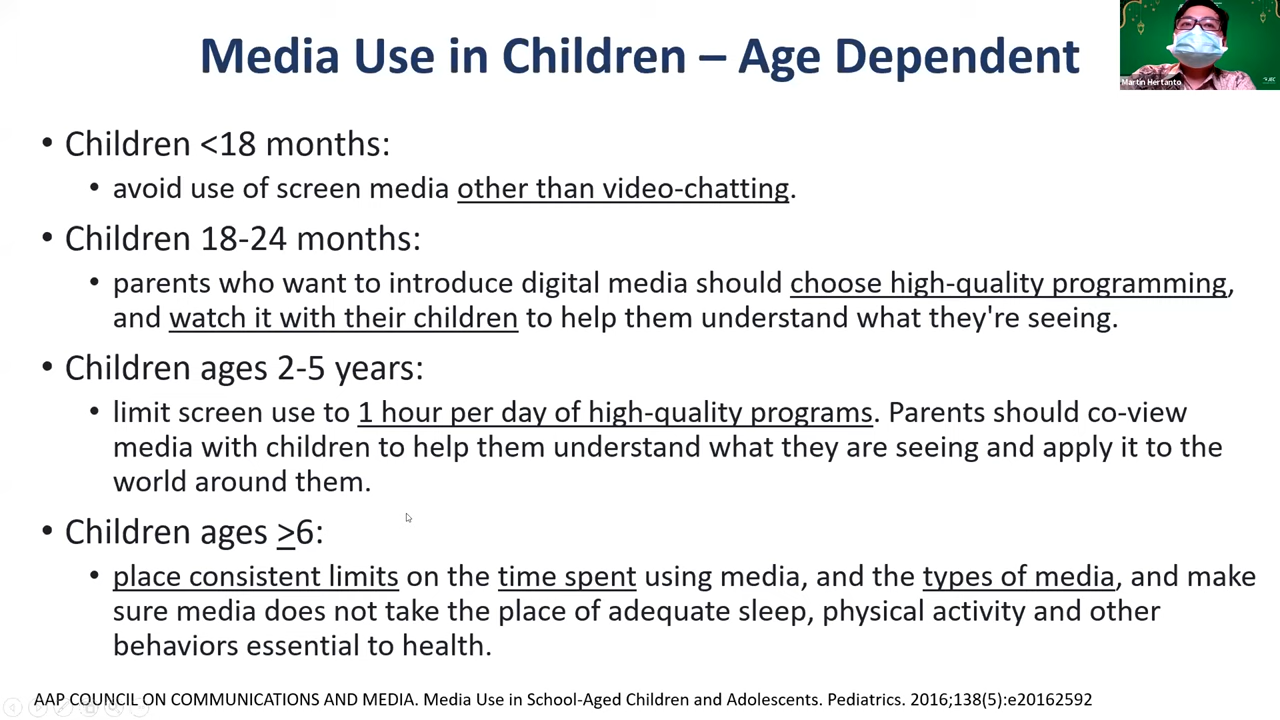 Media Use in Children – Age Dependent
Martin Hertanto
• Children <18 months:
• avoid use of screen media other than video-chatting.
• Children 18-24 months:
• parents who want to introduce digital media should choose high-quality programming,
and watch it with their children to help them understand what they're seeing.
• Children ages 2-5 years:
• limit screen use to 1 hour per day of high-quality programs. Parents should co-view
media with children to help them understand what they are seeing and apply it to the
world around them.
• Children ages >6:
• place consistent limits on the time spent using media, and the types of media, and make
sure media does not take the place of adequate sleep, physical activity and other
behaviors essential to health.
AAP COUNCIL ON COMMUNICATIONS AND MEDIA. Media Use in School-Aged Children and Adolescents. Pediatrics. 2016;138(5):e20162592